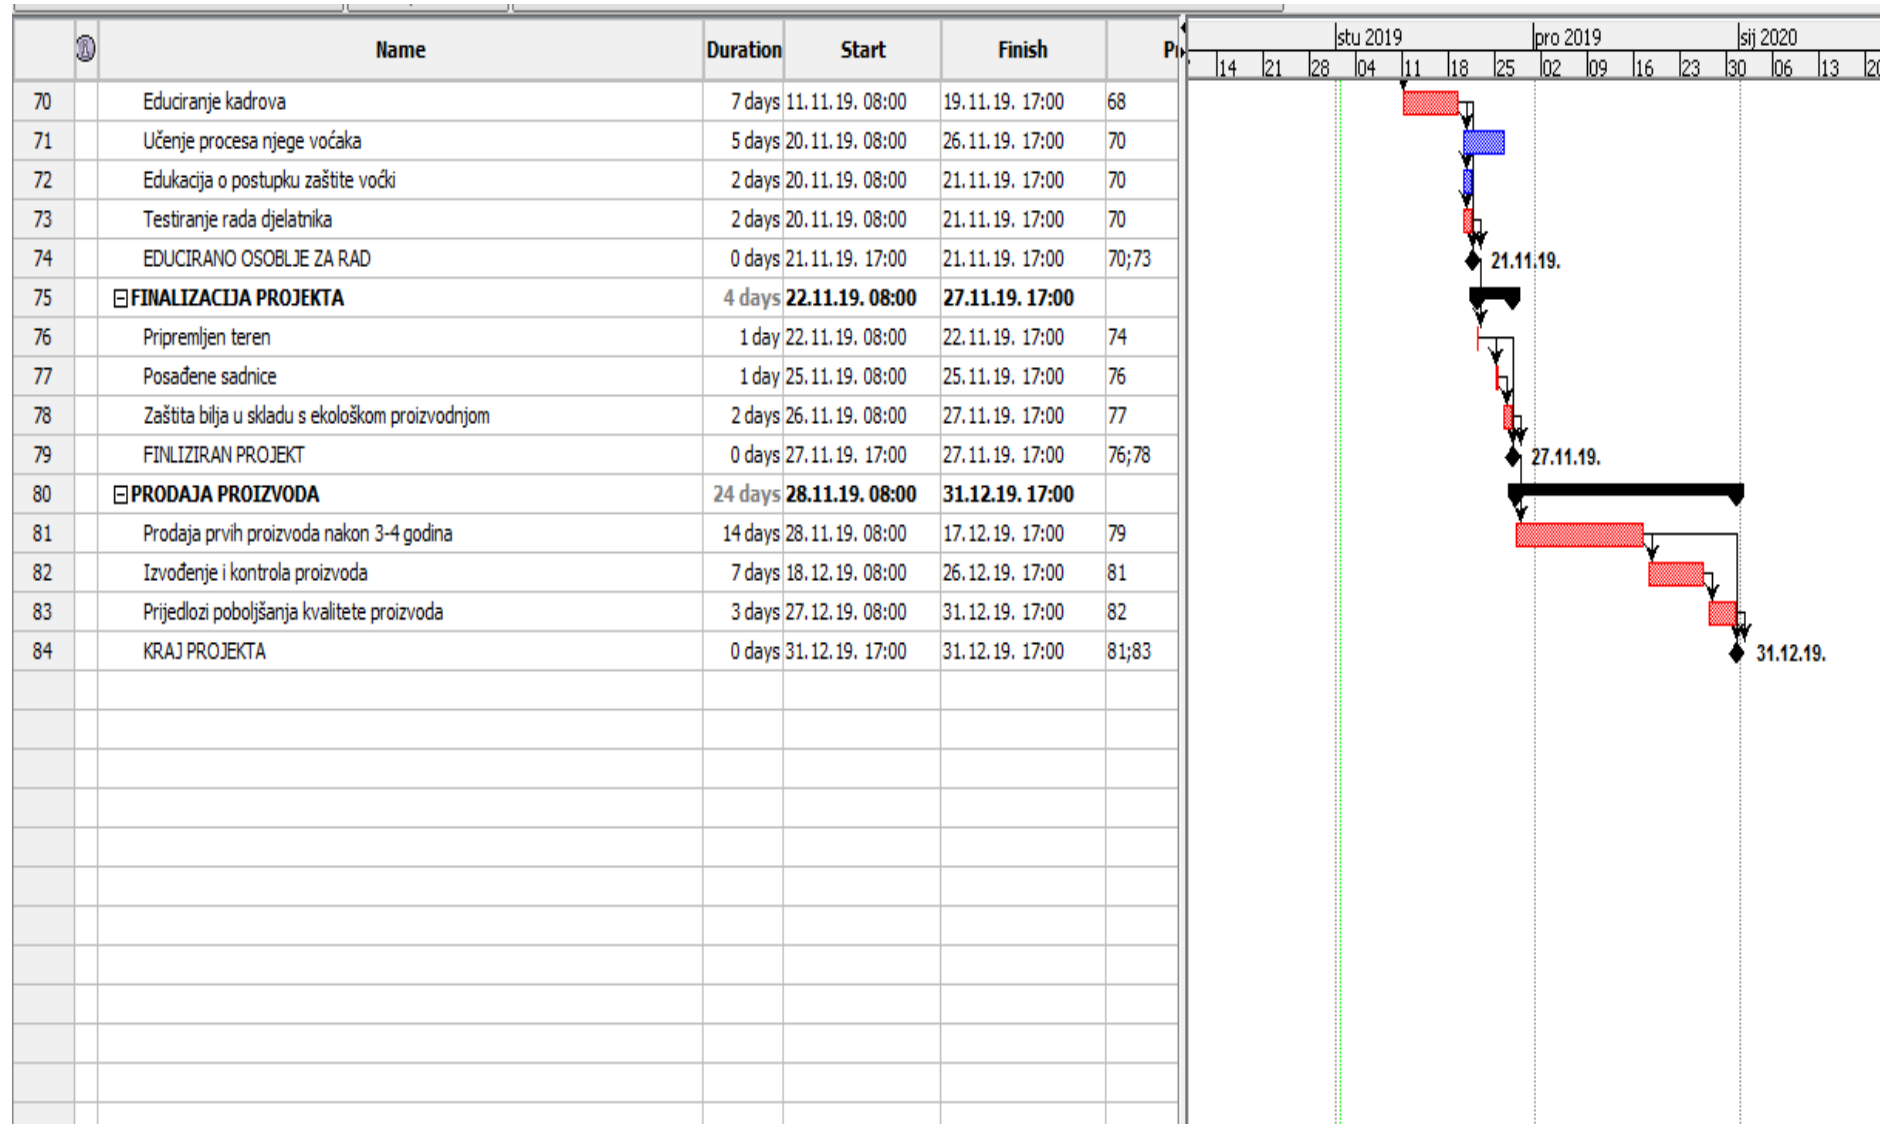 Name Duration Start Finish
stu 2019 pro 2019 sij 2020
14 21 28 04 11 18 25 02 09 16 23 30 06 13 20
70 Educiranje kadrova 7 days 11.11.19. 08:00 19.11.19. 17:00 68
71 Učenje procesa njege voćaka 5 days 20.11.19. 08:00 26.11.19. 17:00 70
72 Edukacija o postupku zaštite voćki 2 days 20.11.19. 08:00 21.11.19. 17:00 70
73 Testiranje rada djelatnika 2 days 20.11.19. 08:00 21.11.19. 17:00 70
74 EDUCIRANO OSOBLJE ZA RAD 0 days 21.11.19. 17:00 21.11.19. 17:00 70;73 21.11.19.
75 FINALIZACIJA PROJEKTA 4 days 22.11.19. 08:00 27.11.19. 17:00
76 Pripremljen teren 1 day 22.11.19. 08:00 22.11.19. 17:00 74
77 Posađene sadnice 1 day 25.11.19. 08:00 25.11.19. 17:00 76
78 Zaštita bilja u skladu s ekološkom proizvodnjom 2 days 26.11.19. 08:00 27.11.19. 17:00 77
79 FINLIZIRAN PROJEKT 0 days 27.11.19. 17:00 27.11.19. 17:00 76;78 27.11.19.
80 PRODAJA PROIZVODA 24 days 28.11.19. 08:00 31.12.19. 17:00
81 Prodaja prvih proizvoda nakon 3-4 godina 14 days 28.11.19. 08:00 17.12.19. 17:00 79
82 Izvođenje i kontrola proizvoda 7 days 18.12.19. 08:00 26.12.19. 17:00 81
83 Prijedlozi poboljšanja kvalitete proizvoda 3 days 27.12.19. 08:00 31.12.19. 17:00 82
84 KRAJ PROJEKTA 0 days 31.12.19. 17:00 31.12.19. 17:00 81;83 31.12.19.